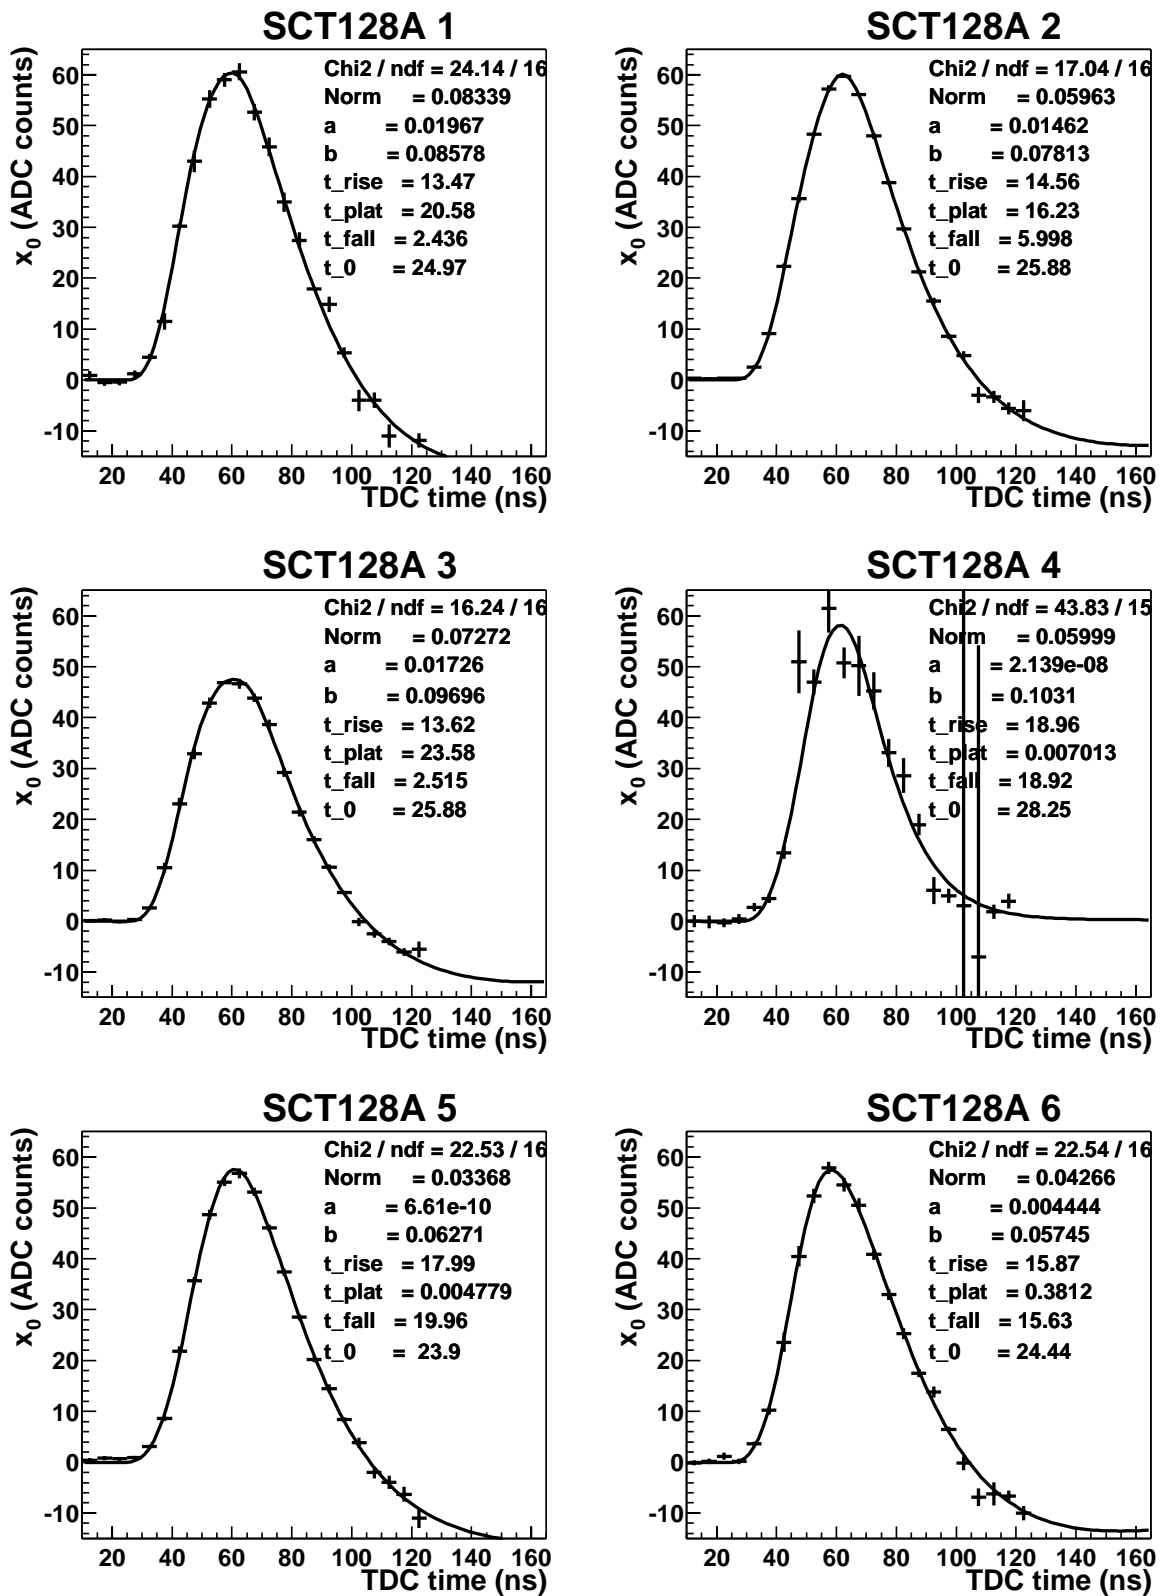 SCT128A 1
x0 (ADC counts)
Chi2 / ndf = 24.14 / 16
Norm = 0.08339
a = 0.01967
b = 0.08578
t_rise = 13.47
t_plat = 20.58
t_fall = 2.436
t_0 = 24.97
60
50
40
30
20
10
0
-10
20 40 60 80 100 120 140 160
TDC time (ns)
SCT128A 2
x0 (ADC counts)
Chi2 / ndf = 17.04 / 16
Norm = 0.05963
a = 0.01462
b = 0.07813
t_rise = 14.56
t_plat = 16.23
t_fall = 5.998
t_0 = 25.88
60
50
40
30
20
10
0
-10
20 40 60 80 100 120 140 160
TDC time (ns)
SCT128A 3
x0 (ADC counts)
Chi2 / ndf = 16.24 / 16
Norm = 0.07272
a = 0.01726
b = 0.09696
t_rise = 13.62
t_plat = 23.58
t_fall = 2.515
t_0 = 25.88
60
50
40
30
20
10
0
-10
20 40 60 80 100 120 140 160
TDC time (ns)
SCT128A 4
x0 (ADC counts)
Chi2 / ndf = 43.83 / 15
Norm = 0.05999
a = 2.139e-08
b = 0.1031
t_rise = 18.96
t_plat = 0.007013
t_fall = 18.92
t_0 = 28.25
60
50
40
30
20
10
0
-10
20 40 60 80 100 120 140 160
TDC time (ns)
SCT128A 5
x0 (ADC counts)
Chi2 / ndf = 22.53 / 16
Norm = 0.03368
a = 6.61e-10
b = 0.06271
t_rise = 17.99
t_plat = 0.004779
t_fall = 19.96
t_0 = 23.9
60
50
40
30
20
10
0
-10
20 40 60 80 100 120 140 160
TDC time (ns)
SCT128A 6
x0 (ADC counts)
Chi2 / ndf = 22.54 / 16
Norm = 0.04266
a = 0.004444
b = 0.05745
t_rise = 15.87
t_plat = 0.3812
t_fall = 15.63
t_0 = 24.44
60
50
40
30
20
10
0
-10
20 40 60 80 100 120 140 160
TDC time (ns)